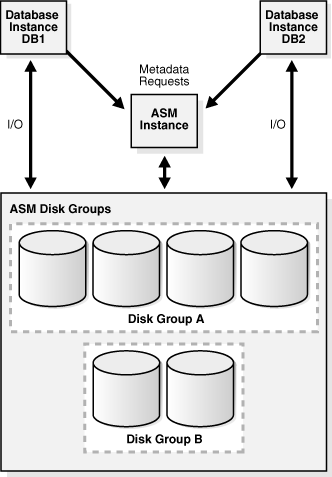 Database
Instance
DB1
Database
Instance
DB2
Metadata
Requests
ASM
Instance
I/O
I/O
ASM Disk Groups
Disk Group A
Disk Group B